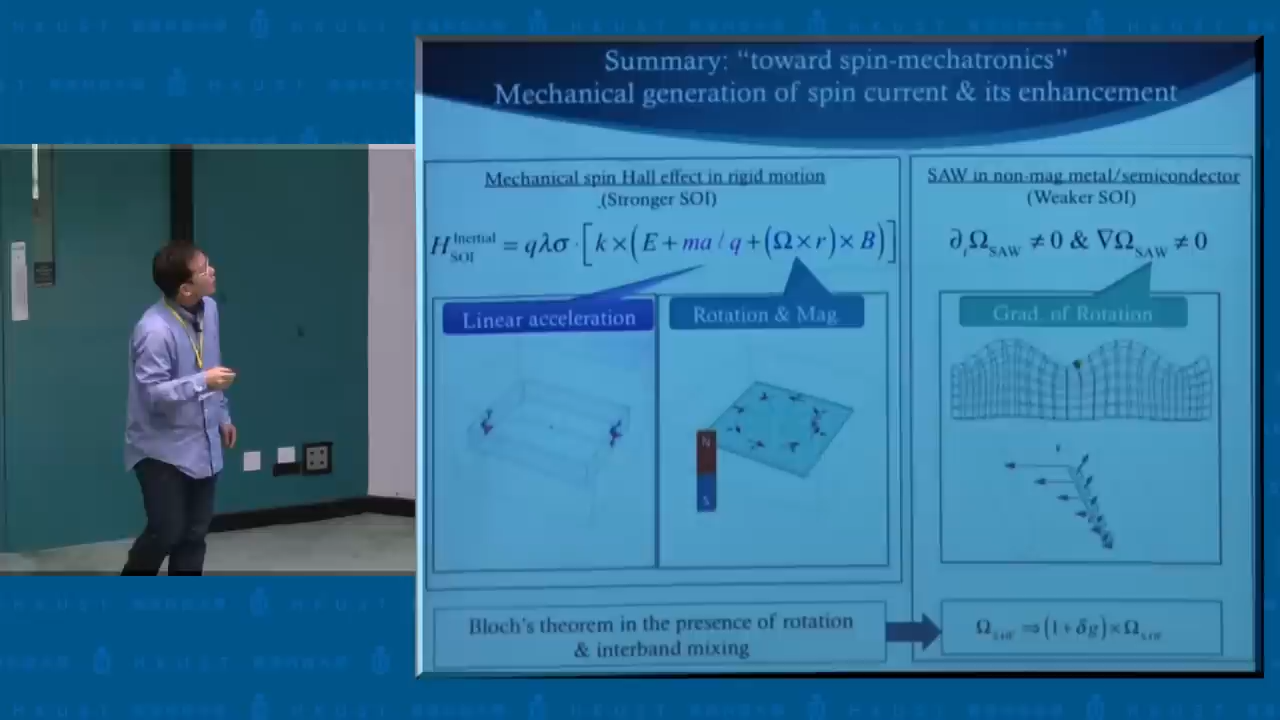 Summary: “toward spin-mechatronics”
Mechanical generation of spin current & its enhancement
Mechanical spin Hall effect in rigid motion
(Stronger SOI)
H_SOI^Inertial = qλσ · [k × (E + ma / q + (Ω × r) × B)]
Linear acceleration
Rotation & Mag.
N
S
SAW in non-mag metal/semicondector
(Weaker SOI)
∂_t Ω_SAW ≠ 0 & ∇Ω_SAW ≠ 0
Grad. of Rotation
Bloch's theorem in the presence of rotation
& interband mixing
Ω_SAW ⇒ (1 + δg) × Ω_SAW
HKUST